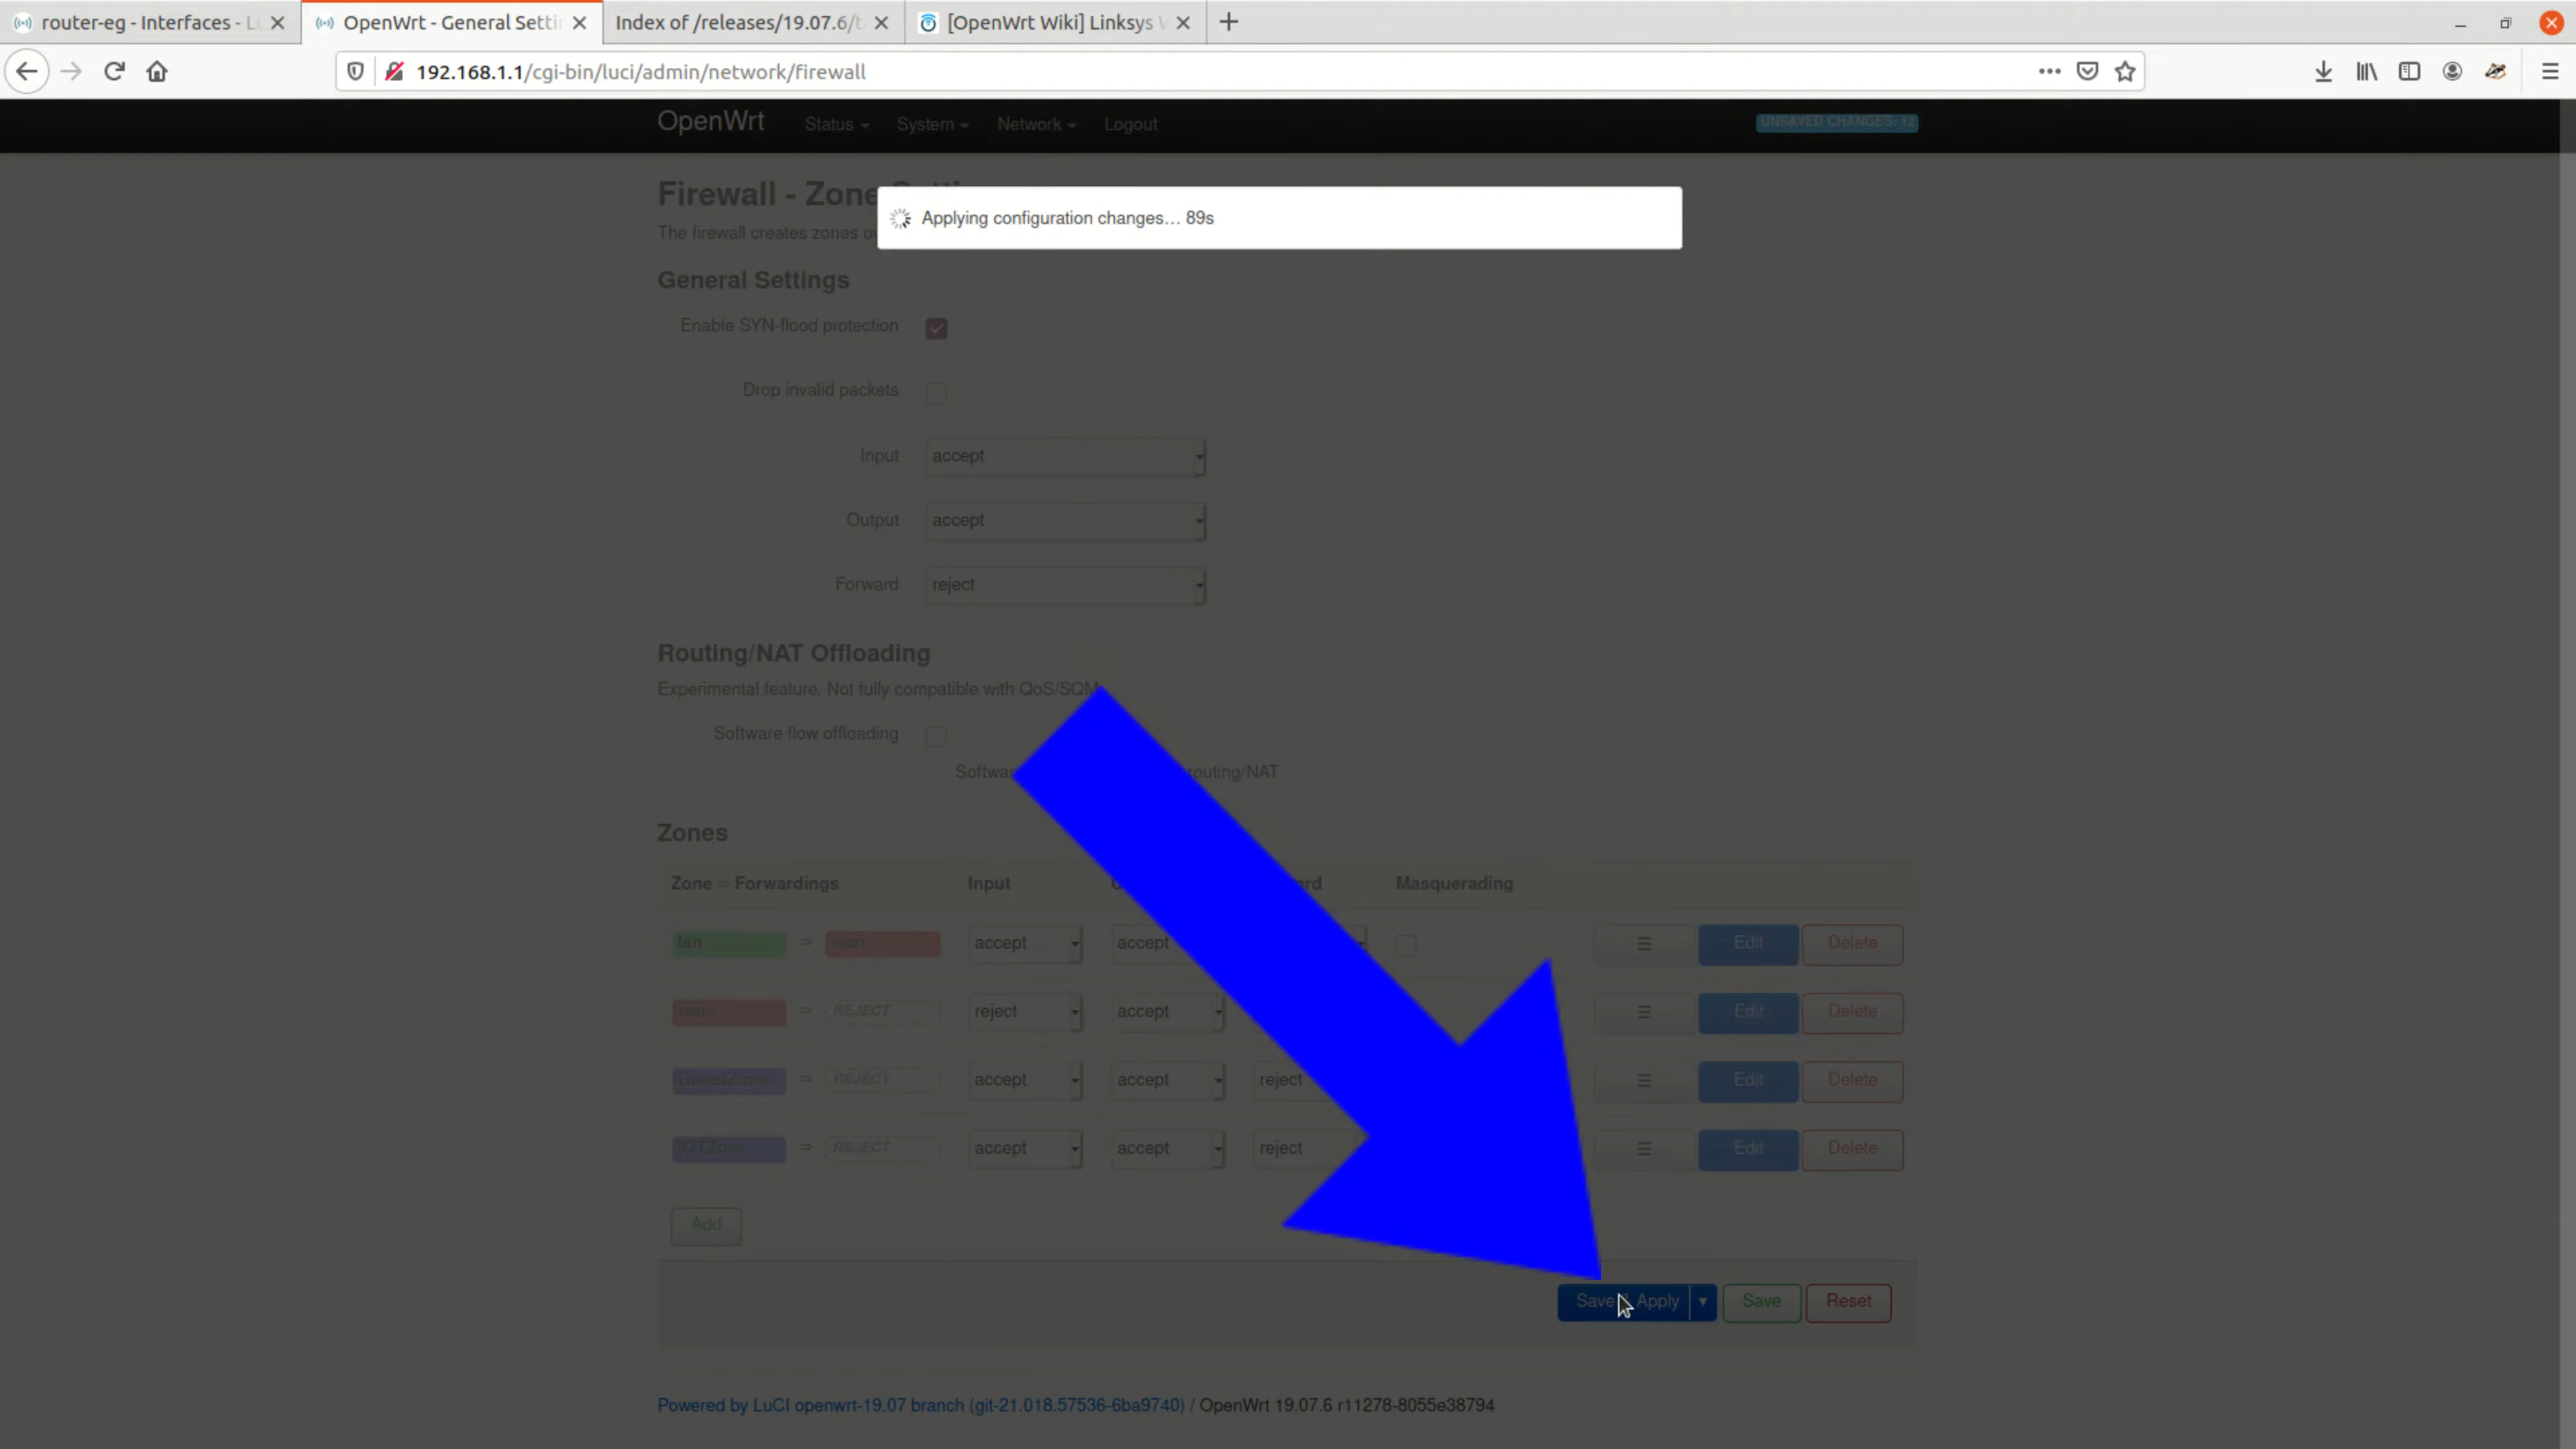 router-eg - Interfaces - L
OpenWrt - General Setti
Index of /releases/19.07.6/t
[OpenWrt Wiki] Linksys W
192.168.1.1/cgi-bin/luci/admin/network/firewall
OpenWrt Status System Network Logout
UNSAVED CHANGES: 12
Firewall - Zone
Applying configuration changes... 89s
The firewall creates zones
General Settings
Enable SYN-flood protection
Drop invalid packets
Input accept
Output accept
Forward reject
Routing/NAT Offloading
Experimental feature. Not fully compatible with QoS/SQM.
Software flow offloading
routing/NAT
Zones
Zone ⇒ Forwardings Input Masquerading
lan ⇒ wan accept accept Edit Delete
wan ⇒ REJECT reject accept Edit Delete
GuestZone ⇒ REJECT accept accept reject Edit Delete
⇒ REJECT accept accept reject Edit Delete
Add
Save & Apply ▾ Save Reset
Powered by LuCI openwrt-19.07 branch (git-21.018.57536-6ba9740) / OpenWrt 19.07.6 r11278-8055e38794